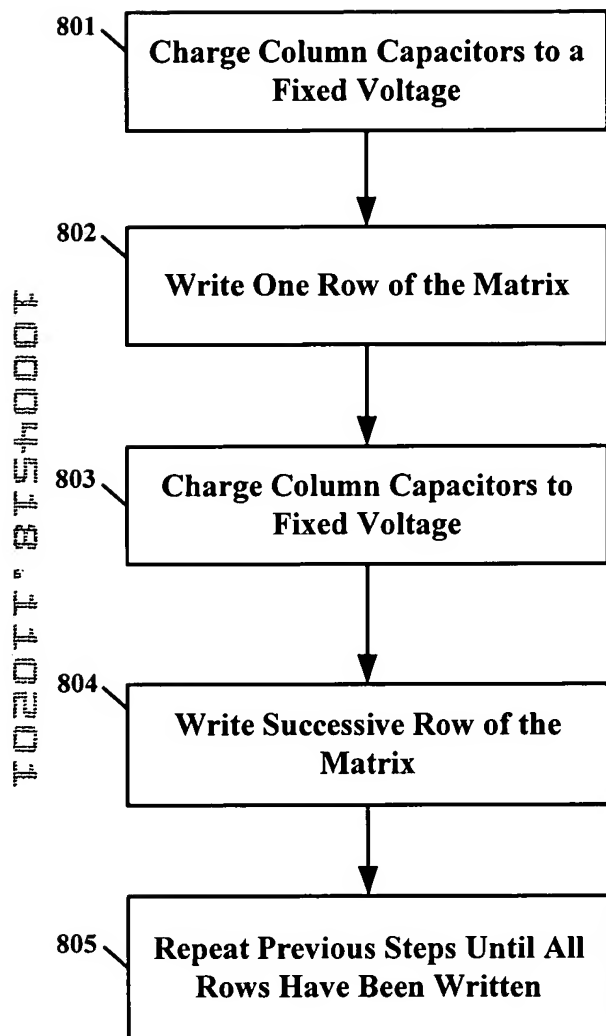 801
Charge Column Capacitors to a
Fixed Voltage
802
Write One Row of the Matrix
803
Charge Column Capacitors to
Fixed Voltage
804
Write Successive Row of the
Matrix
805
Repeat Previous Steps Until All
Rows Have Been Written
10004518.110201